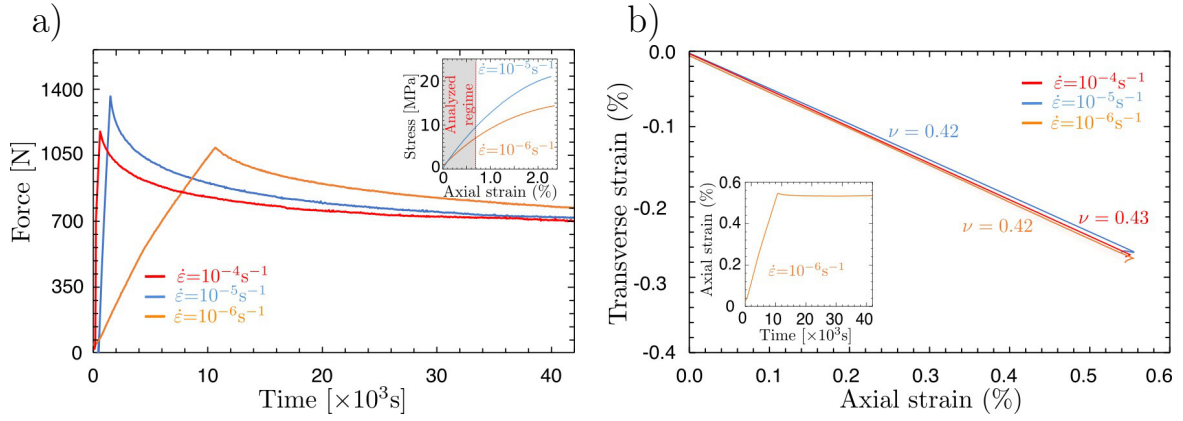 a)
Force [N]
1400
1050
700
350
0
0
10
20
30
40
Time [×10³s]
ε̇=10⁻⁴s⁻¹
ε̇=10⁻⁵s⁻¹
ε̇=10⁻⁶s⁻¹
Stress [MPa]
20
10
0
0
1.0
2.0
Axial strain (%)
Analyzed
regime
ε̇=10⁻⁵s⁻¹
ε̇=10⁻⁶s⁻¹
b)
Transverse strain (%)
0.0
-0.1
-0.2
-0.3
-0.4
0.0
0.1
0.2
0.3
0.4
0.5
0.6
Axial strain (%)
ε̇=10⁻⁴s⁻¹
ε̇=10⁻⁵s⁻¹
ε̇=10⁻⁶s⁻¹
ν = 0.42
ν = 0.43
ν = 0.42
Axial strain (%)
0.6
0.4
0.2
0
0
10
20
30
40
Time [×10³s]
ε̇=10⁻⁶s⁻¹